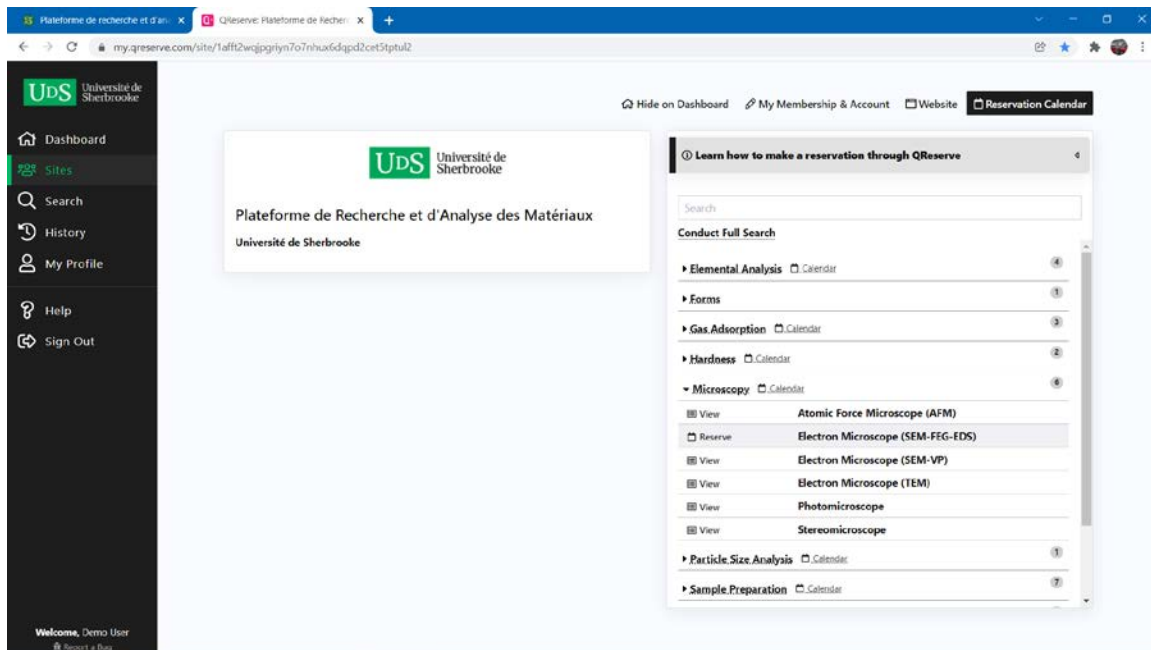 Plateforme de recherche et d'an
QReserve: Plateforme de Recher
my.qreserve.com/site/1afft2wqjpgriyn7o7nhux6dqpd2cet5tptul2
UDS Université de Sherbrooke
Dashboard
Sites
Search
History
My Profile
Help
Sign Out
Welcome, Demo User
Report a Bug
Hide on Dashboard My Membership & Account Website Reservation Calendar
UDS Université de Sherbrooke
Plateforme de Recherche et d'Analyse des Matériaux
Université de Sherbrooke
Learn how to make a reservation through QReserve
Search
Conduct Full Search
Elemental Analysis Calendar 4
Forms 1
Gas Adsorption Calendar 3
Hardness Calendar 2
Microscopy Calendar 6
View Atomic Force Microscope (AFM)
Reserve Electron Microscope (SEM-FEG-EDS)
View Electron Microscope (SEM-VP)
View Electron Microscope (TEM)
View Photomicroscope
View Stereomicroscope
Particle Size Analysis Calendar 1
Sample Preparation Calendar 7